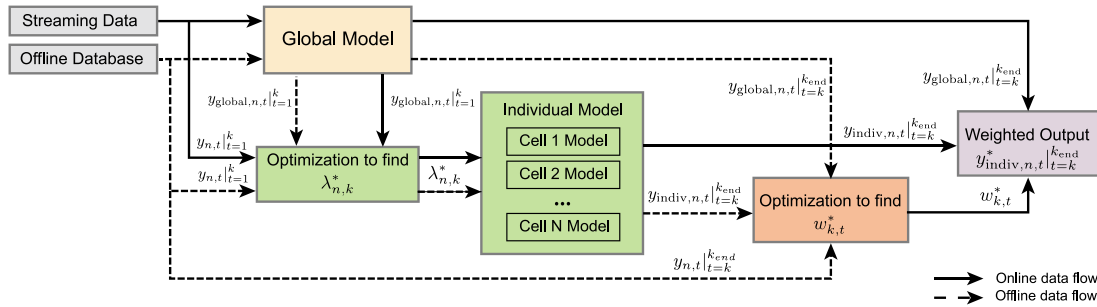 Streaming Data
Offline Database
Global Model
y_{global,n,t}|_{t=1}^{k}
y_{global,n,t}|_{t=1}^{k}
y_{n,t}|_{t=1}^{k}
y_{n,t}|_{t=1}^{k}
Optimization to find
λ^{*}_{n,k}
λ^{*}_{n,k}
Individual Model
Cell 1 Model
Cell 2 Model
...
Cell N Model
y_{global,n,t}|_{t=k}^{k_{end}}
y_{global,n,t}|_{t=k}^{k_{end}}
y_{indiv,n,t}|_{t=k}^{k_{end}}
y_{indiv,n,t}|_{t=k}^{k_{end}}
Optimization to find
w^{*}_{k,t}
Weighted Output
y^{*}_{indiv,n,t}|_{t=k}^{k_{end}}
w^{*}_{k,t}
y_{n,t}|_{t=k}^{k_{end}}
Online data flow
Offline data flow